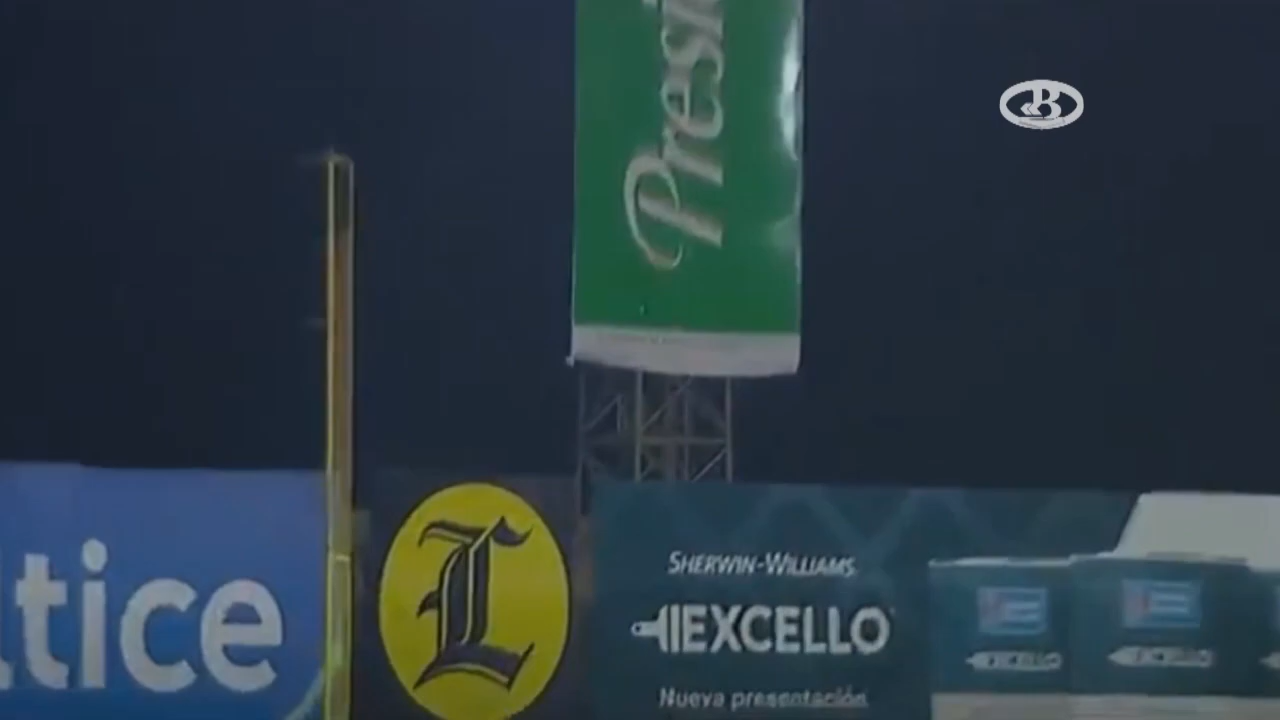 B
Presi
ltice
L
SHERWIN-WILLIAMS
EXCELLO
Nueva presentación
EXCELLO
EXCELLO